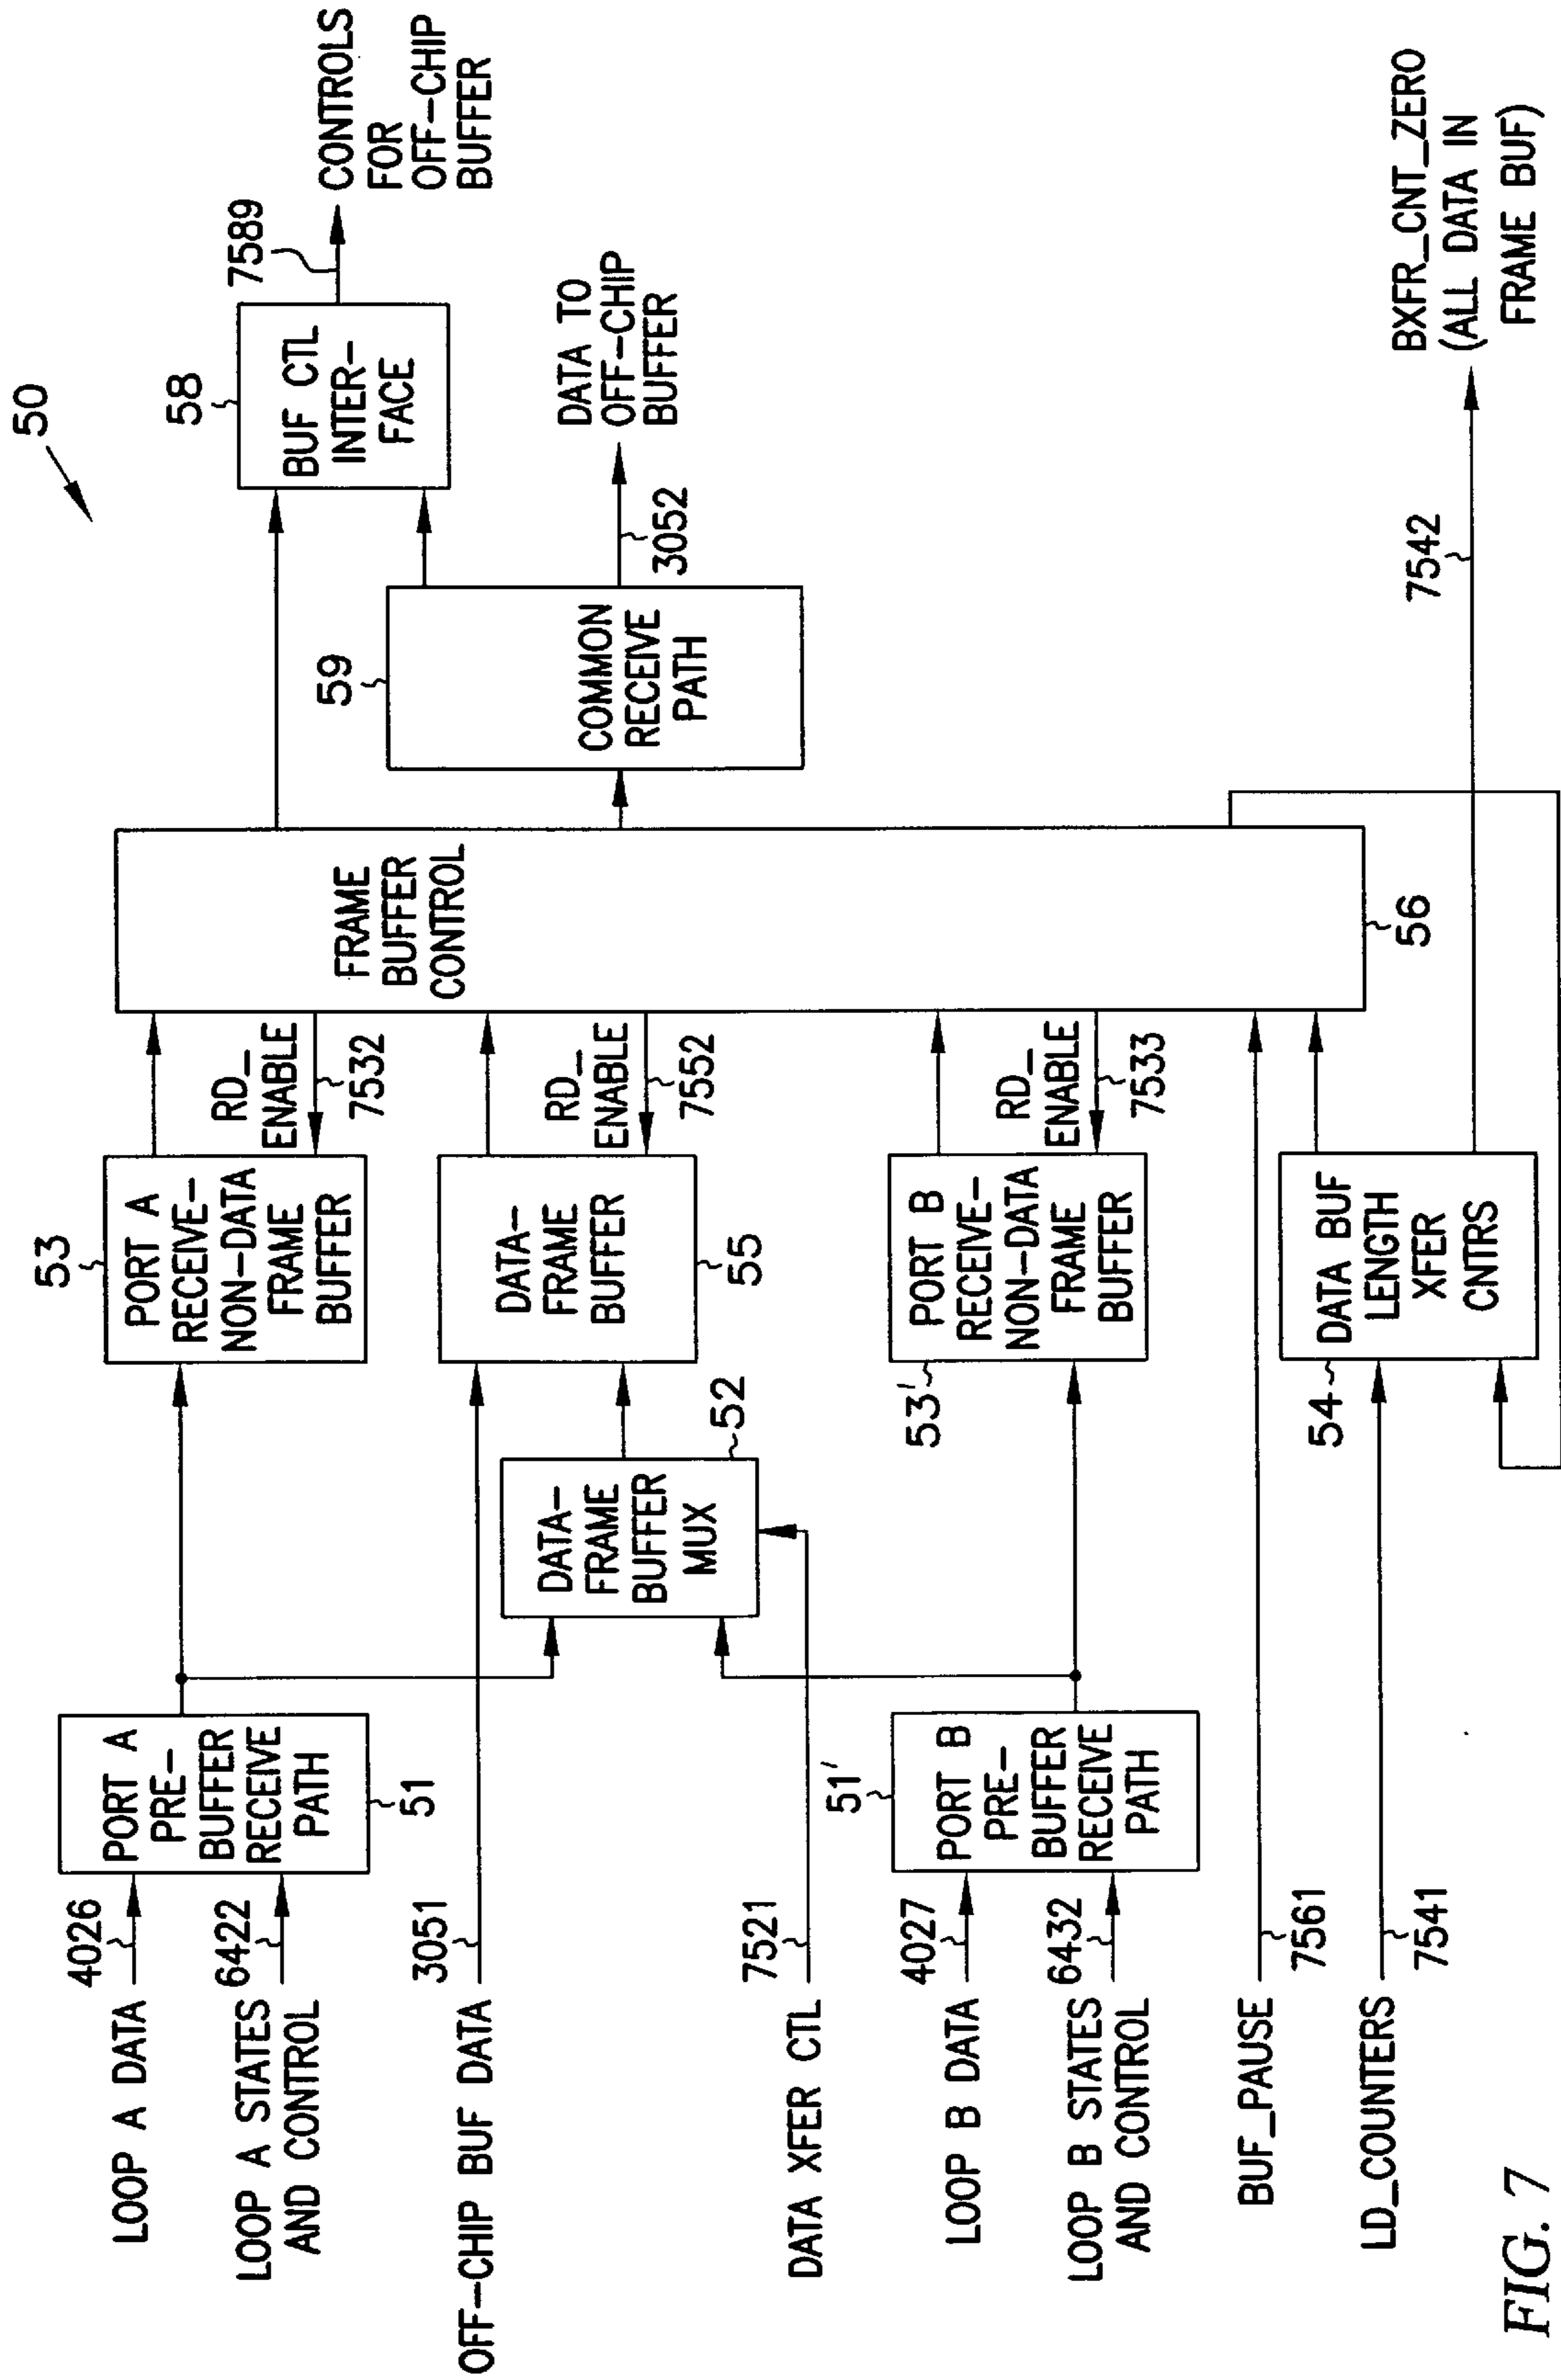 50
LOOP A DATA
4026
LOOP A STATES
AND CONTROL
6422
PORT A
PRE-
BUFFER
RECEIVE
PATH
51
53
PORT A
RECEIVE-
NON-DATA
FRAME
BUFFER
RD_
ENABLE
7532
OFF-CHIP BUF DATA
3051
DATA-
FRAME
BUFFER
MUX
52
DATA-
FRAME
BUFFER
55
RD_
ENABLE
7552
DATA XFER CTL
7521
LOOP B DATA
4027
LOOP B STATES
AND CONTROL
6432
51'
PORT B
PRE-
BUFFER
RECEIVE
PATH
53'
PORT B
RECEIVE-
NON-DATA
FRAME
BUFFER
RD_
ENABLE
7533
BUF_PAUSE
7561
LD_COUNTERS
7541
54
DATA BUF
LENGTH
XFER
CNTRS
FRAME
BUFFER
CONTROL
56
59
COMMON
RECEIVE
PATH
58
BUF CTL
INTER-
FACE
7589
CONTROLS
FOR
OFF-CHIP
BUFFER
3052
DATA TO
OFF-CHIP
BUFFER
7542
BXFR_CNT_ZERO
(ALL DATA IN
FRAME BUF)
FIG. 7